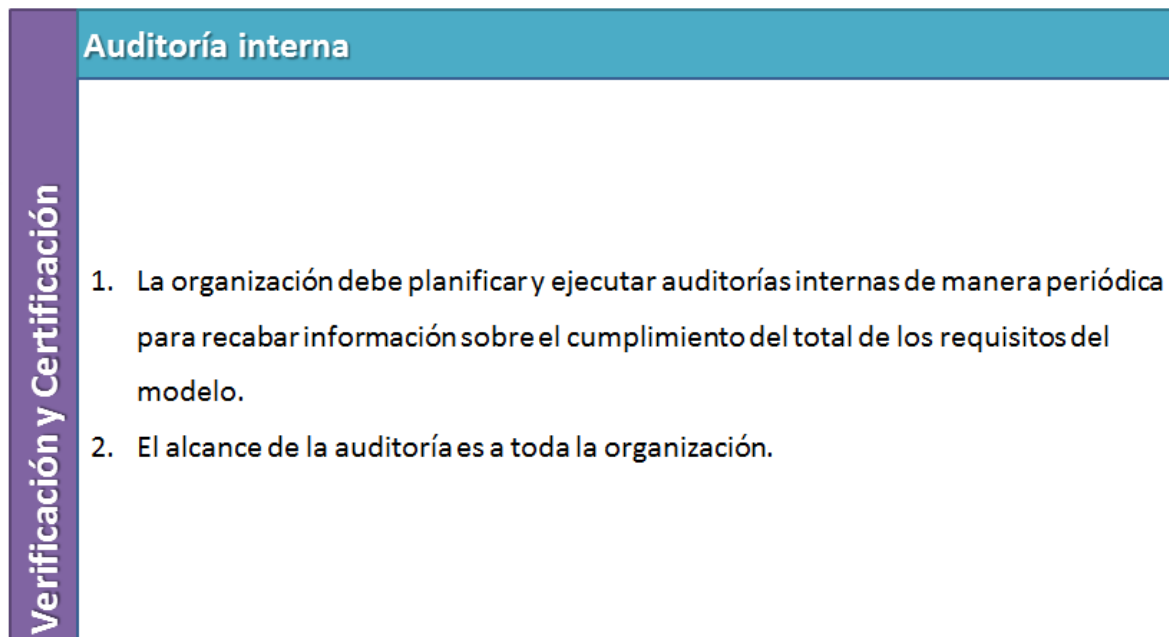 Auditoría interna
Verificación y Certificación
1. La organización debe planificar y ejecutar auditorías internas de manera periódica
para recabar información sobre el cumplimiento del total de los requisitos del
modelo.
2. El alcance de la auditoría es a toda la organización.